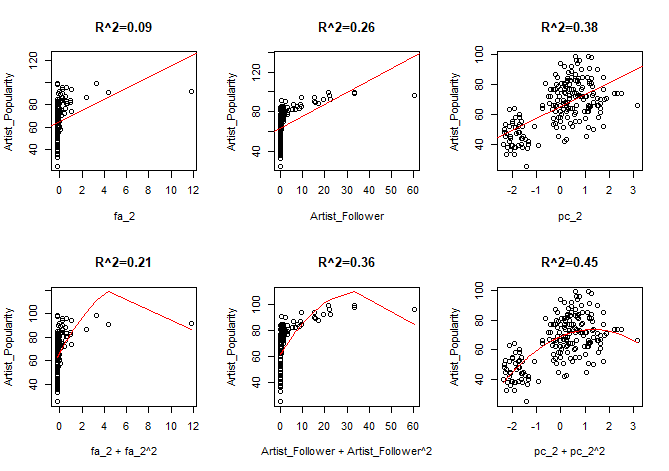 R^2=0.09
R^2=0.26
R^2=0.38
Artist_Popularity
40 60 80 100 120
0 2 4 6 8 10 12
fa_2
Artist_Popularity
40 60 80 100 140
0 10 20 30 40 50 60
Artist_Follower
Artist_Popularity
40 60 80 100
-2 -1 0 1 2 3
pc_2
R^2=0.21
R^2=0.36
R^2=0.45
Artist_Popularity
40 60 80 100
0 2 4 6 8 10 12
fa_2 + fa_2^2
Artist_Popularity
40 60 80 100
0 10 20 30 40 50 60
Artist_Follower + Artist_Follower^2
Artist_Popularity
40 60 80 100
-2 -1 0 1 2 3
pc_2 + pc_2^2